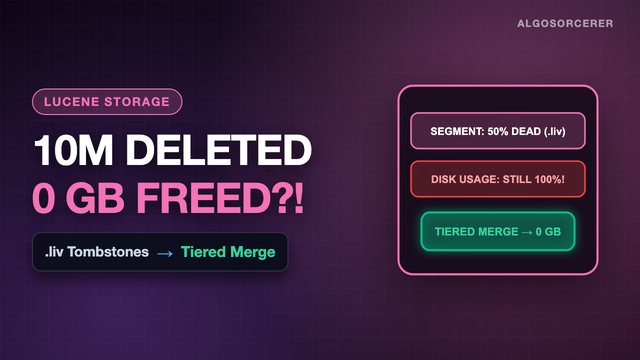 ALGOSORCERER
LUCENE STORAGE
10M DELETED
0 GB FREED?!
.liv Tombstones → Tiered Merge
SEGMENT: 50% DEAD (.liv)
DISK USAGE: STILL 100%!
TIERED MERGE → 0 GB